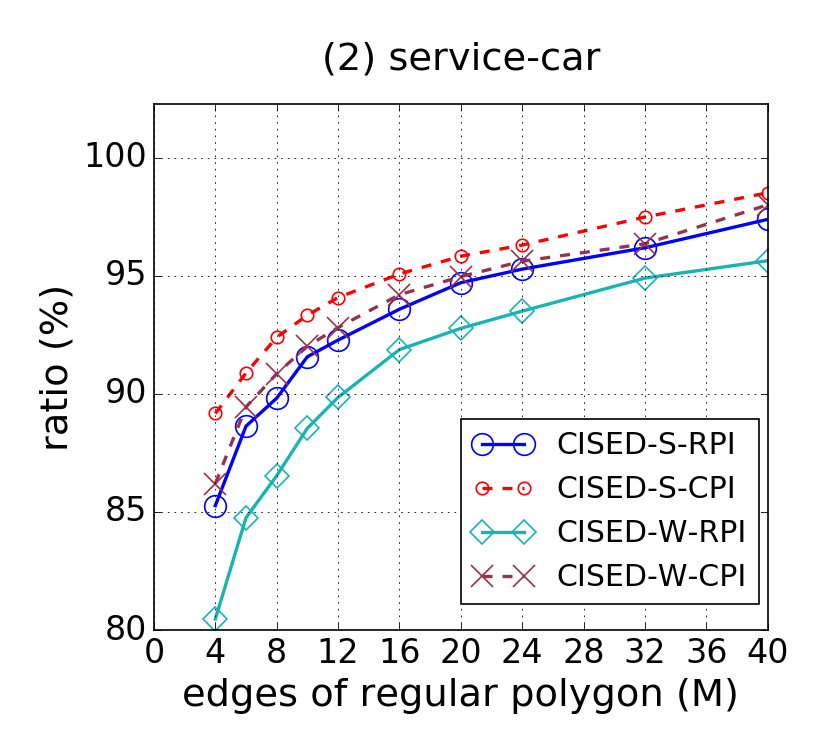 (2) service-car
100
95
90
85
80
ratio (%)
CISED-S-RPI
CISED-S-CPI
CISED-W-RPI
CISED-W-CPI
0 4 8 12 16 20 24 28 32 36 40
edges of regular polygon (M)